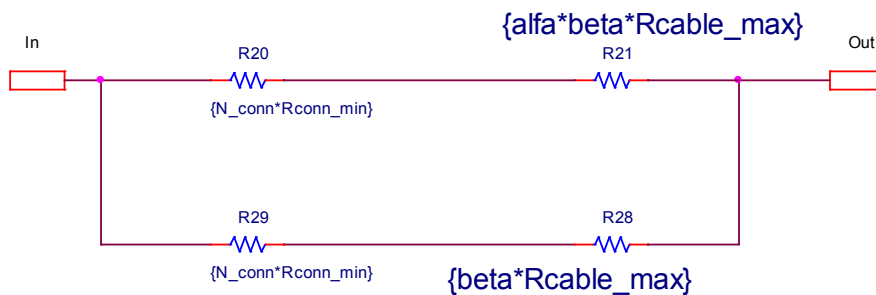 {alfa*beta*Rcable_max}
In
Out
R20
R21
{N_conn*Rconn_min}
R29
R28
{N_conn*Rconn_min}
{beta*Rcable_max}